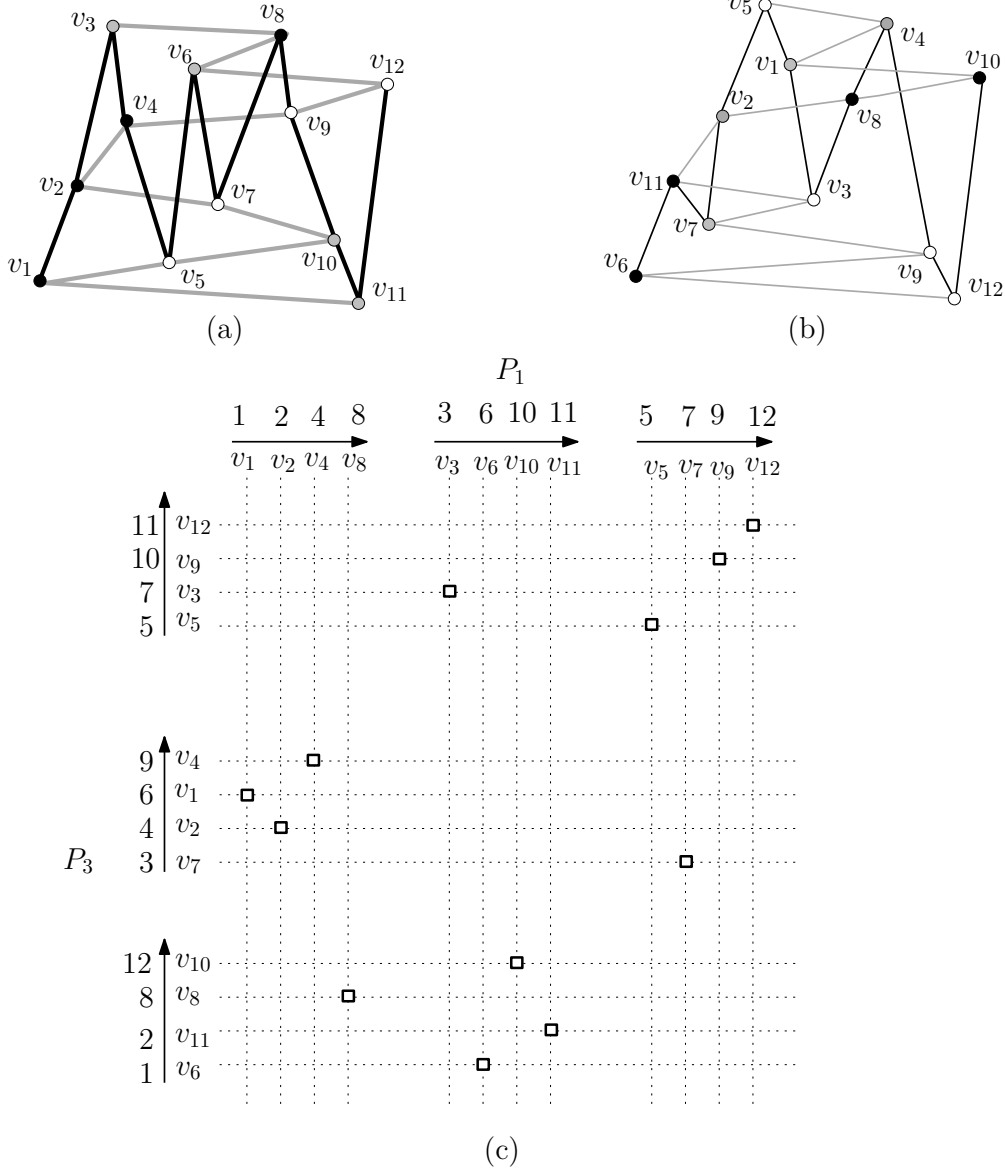 v3 v8
v6 v12
v4 v9
v2 v7
v1 v5 v10 v11
(a)
v5 v4
v1 v10
v2 v8
v11 v3
v7
v6 v9 v12
(b)
P1
1 2 4 8 3 6 10 11 5 7 9 12
v1 v2 v4 v8 v3 v6 v10 v11 v5 v7 v9 v12
11 v12
10 v9
7 v3
5 v5
9 v4
6 v1
4 v2
P3 3 v7
12 v10
8 v8
2 v11
1 v6
(c)